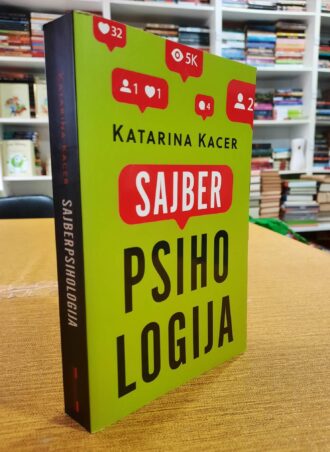 32
5K
1 1
4
2
KATARINA KACER
SAJBER
PSIHO
LOGIJA
KATARINA KACER
SAJBERPSIHOLOGIJA